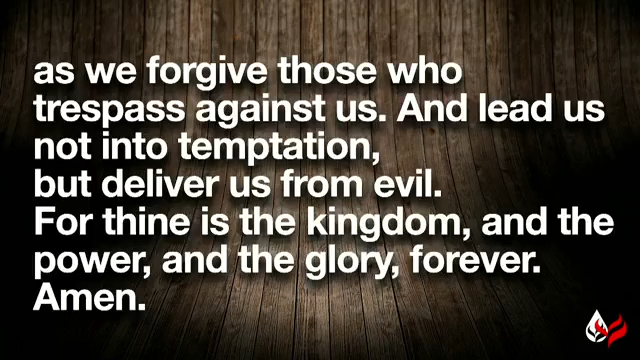 as we forgive those who
trespass against us. And lead us
not into temptation,
but deliver us from evil.
For thine is the kingdom, and the
power, and the glory, forever.
Amen.